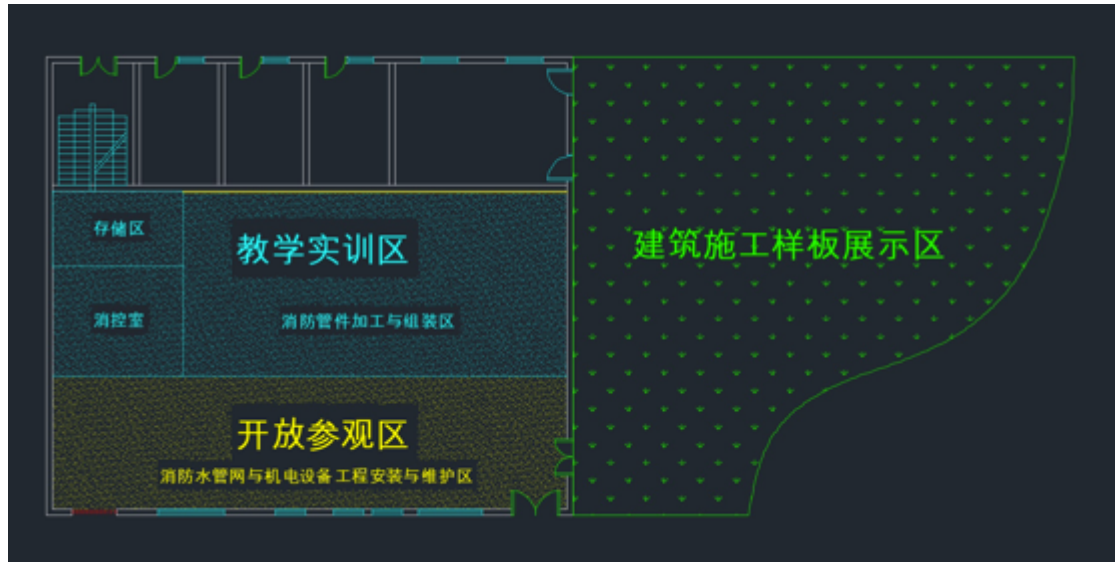 存储区
教学实训区
建筑施工样板展示区
消控室
消防管件加工与组装区
开放参观区
消防水管网与机电设备工程安装与维护区